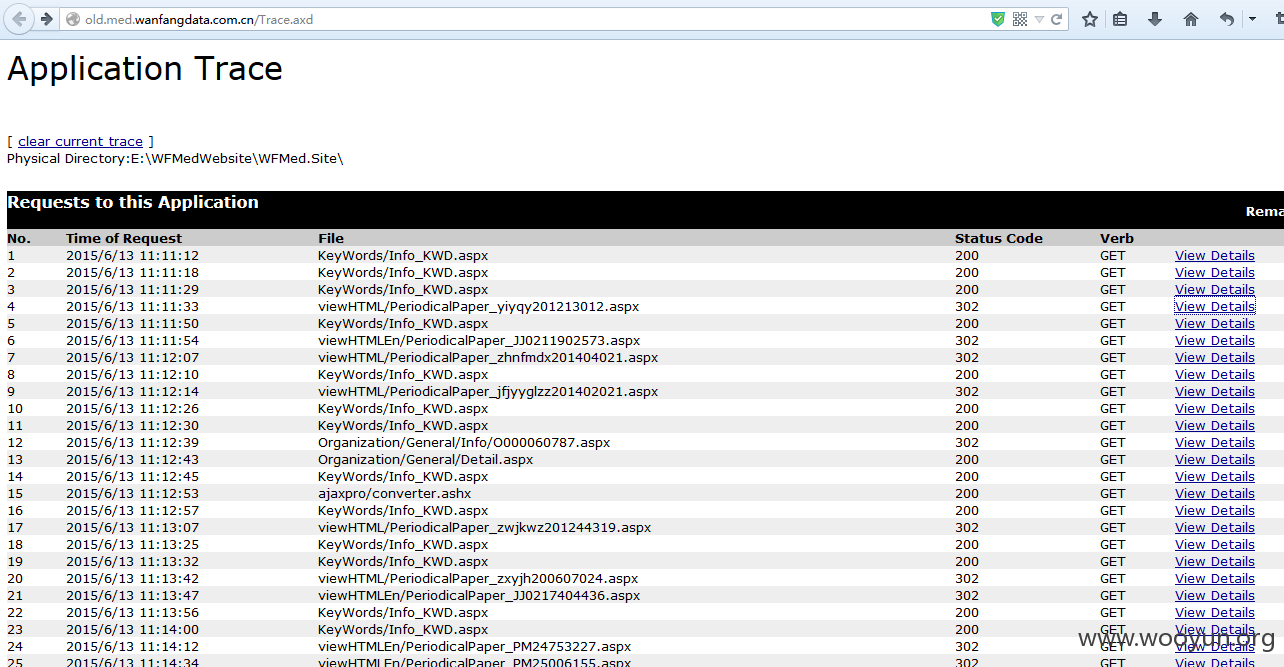 old.med.wanfangdata.com.cn/Trace.axd
Application Trace
[ clear current trace ]
Physical Directory:E:\WFMedWebsite\WFMed.Site\
Requests to this Application
Rema
No. Time of Request File Status Code Verb
1 2015/6/13 11:11:12 KeyWords/Info_KWD.aspx 200 GET View Details
2 2015/6/13 11:11:18 KeyWords/Info_KWD.aspx 200 GET View Details
3 2015/6/13 11:11:29 KeyWords/Info_KWD.aspx 200 GET View Details
4 2015/6/13 11:11:33 viewHTML/PeriodicalPaper_yiyqy201213012.aspx 302 GET View Details
5 2015/6/13 11:11:50 KeyWords/Info_KWD.aspx 200 GET View Details
6 2015/6/13 11:11:54 viewHTMLEn/PeriodicalPaper_JJ0211902573.aspx 302 GET View Details
7 2015/6/13 11:12:07 viewHTML/PeriodicalPaper_zhnfmdx201404021.aspx 302 GET View Details
8 2015/6/13 11:12:10 KeyWords/Info_KWD.aspx 200 GET View Details
9 2015/6/13 11:12:14 viewHTML/PeriodicalPaper_jfjyyglzz201402021.aspx 302 GET View Details
10 2015/6/13 11:12:26 KeyWords/Info_KWD.aspx 200 GET View Details
11 2015/6/13 11:12:30 KeyWords/Info_KWD.aspx 200 GET View Details
12 2015/6/13 11:12:39 Organization/General/Info/O000060787.aspx 302 GET View Details
13 2015/6/13 11:12:43 Organization/General/Detail.aspx 200 GET View Details
14 2015/6/13 11:12:45 KeyWords/Info_KWD.aspx 200 GET View Details
15 2015/6/13 11:12:53 ajaxpro/converter.ashx 200 GET View Details
16 2015/6/13 11:12:57 KeyWords/Info_KWD.aspx 200 GET View Details
17 2015/6/13 11:13:07 viewHTML/PeriodicalPaper_zwjkwz201244319.aspx 302 GET View Details
18 2015/6/13 11:13:25 KeyWords/Info_KWD.aspx 200 GET View Details
19 2015/6/13 11:13:32 KeyWords/Info_KWD.aspx 200 GET View Details
20 2015/6/13 11:13:42 viewHTML/PeriodicalPaper_zxyjh200607024.aspx 302 GET View Details
21 2015/6/13 11:13:47 viewHTMLEn/PeriodicalPaper_JJ0217404436.aspx 302 GET View Details
22 2015/6/13 11:13:56 KeyWords/Info_KWD.aspx 200 GET View Details
23 2015/6/13 11:14:00 KeyWords/Info_KWD.aspx 200 GET View Details
24 2015/6/13 11:14:12 viewHTMLEn/PeriodicalPaper_PM24753227.aspx 302 GET View Details
25 2015/6/13 11:14:34 viewHTMLEn/PeriodicalPaper_PM25006155.aspx 302 GET View Details
www.wooyun.org